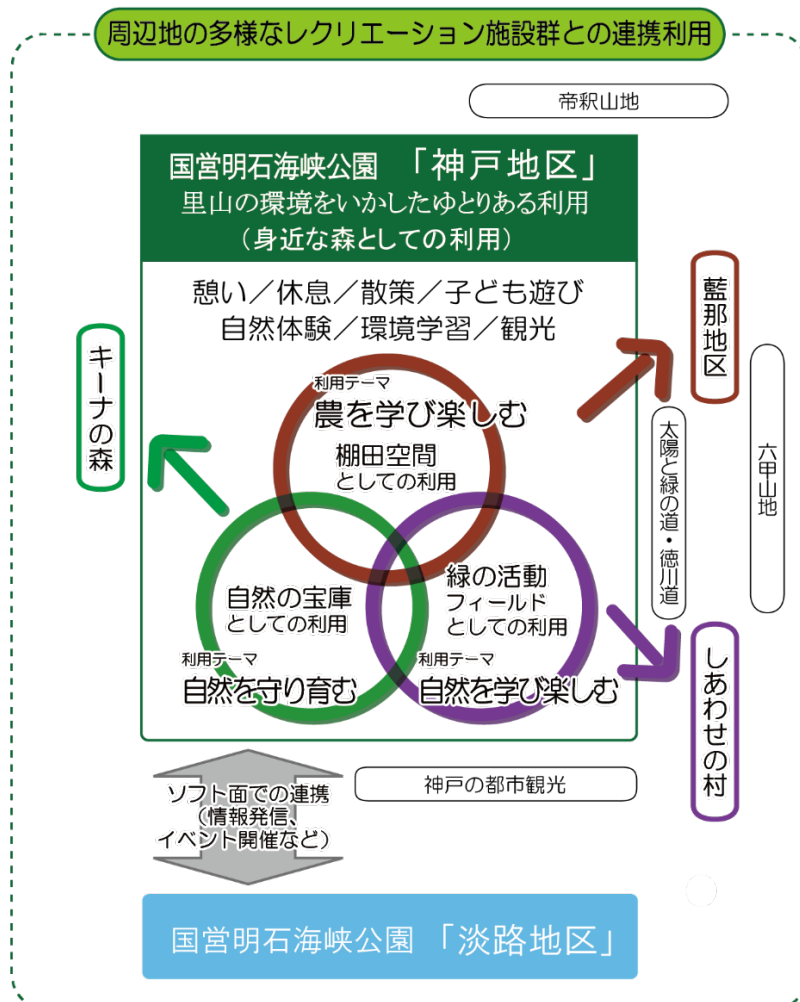 周辺地の多様なレクリエーション施設群との連携利用
帝釈山地
国営明石海峡公園 「神戸地区」
里山の環境をいかしたゆとりある利用
(身近な森としての利用)
憩い/休息/散策/子ども遊び
自然体験/環境学習/観光
利用テーマ
農を学び楽しむ
棚田空間
としての利用
自然の宝庫
としての利用
利用テーマ
自然を守り育む
緑の活動
フィールド
としての利用
利用テーマ
自然を学び楽しむ
キーナの森
藍那地区
太陽と緑の道・徳川道
六甲山地
しあわせの村
ソフト面での連携
(情報発信、
イベント開催など)
神戸の都市観光
国営明石海峡公園 「淡路地区」